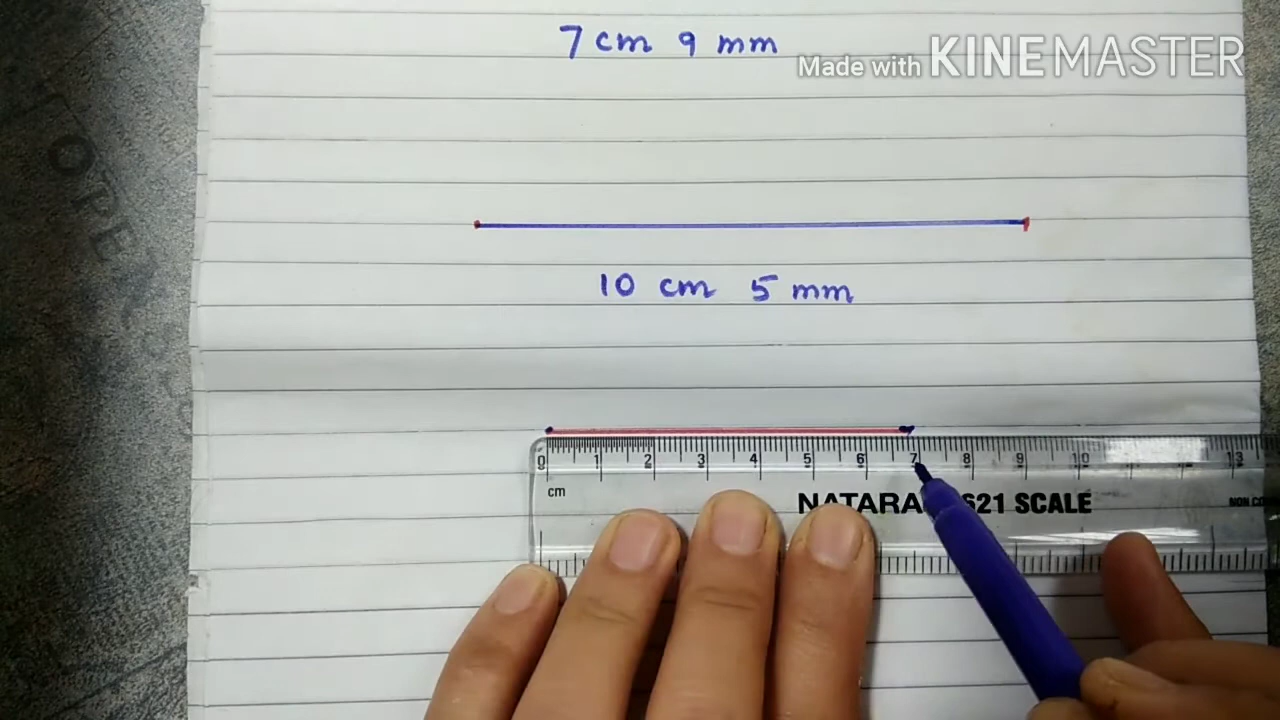 7 cm 9 mm
Made with KINEMASTER
10 cm 5 mm
0 1 2 3 4 5 6 7 8 9 10 13
cm
NATARA 621 SCALE